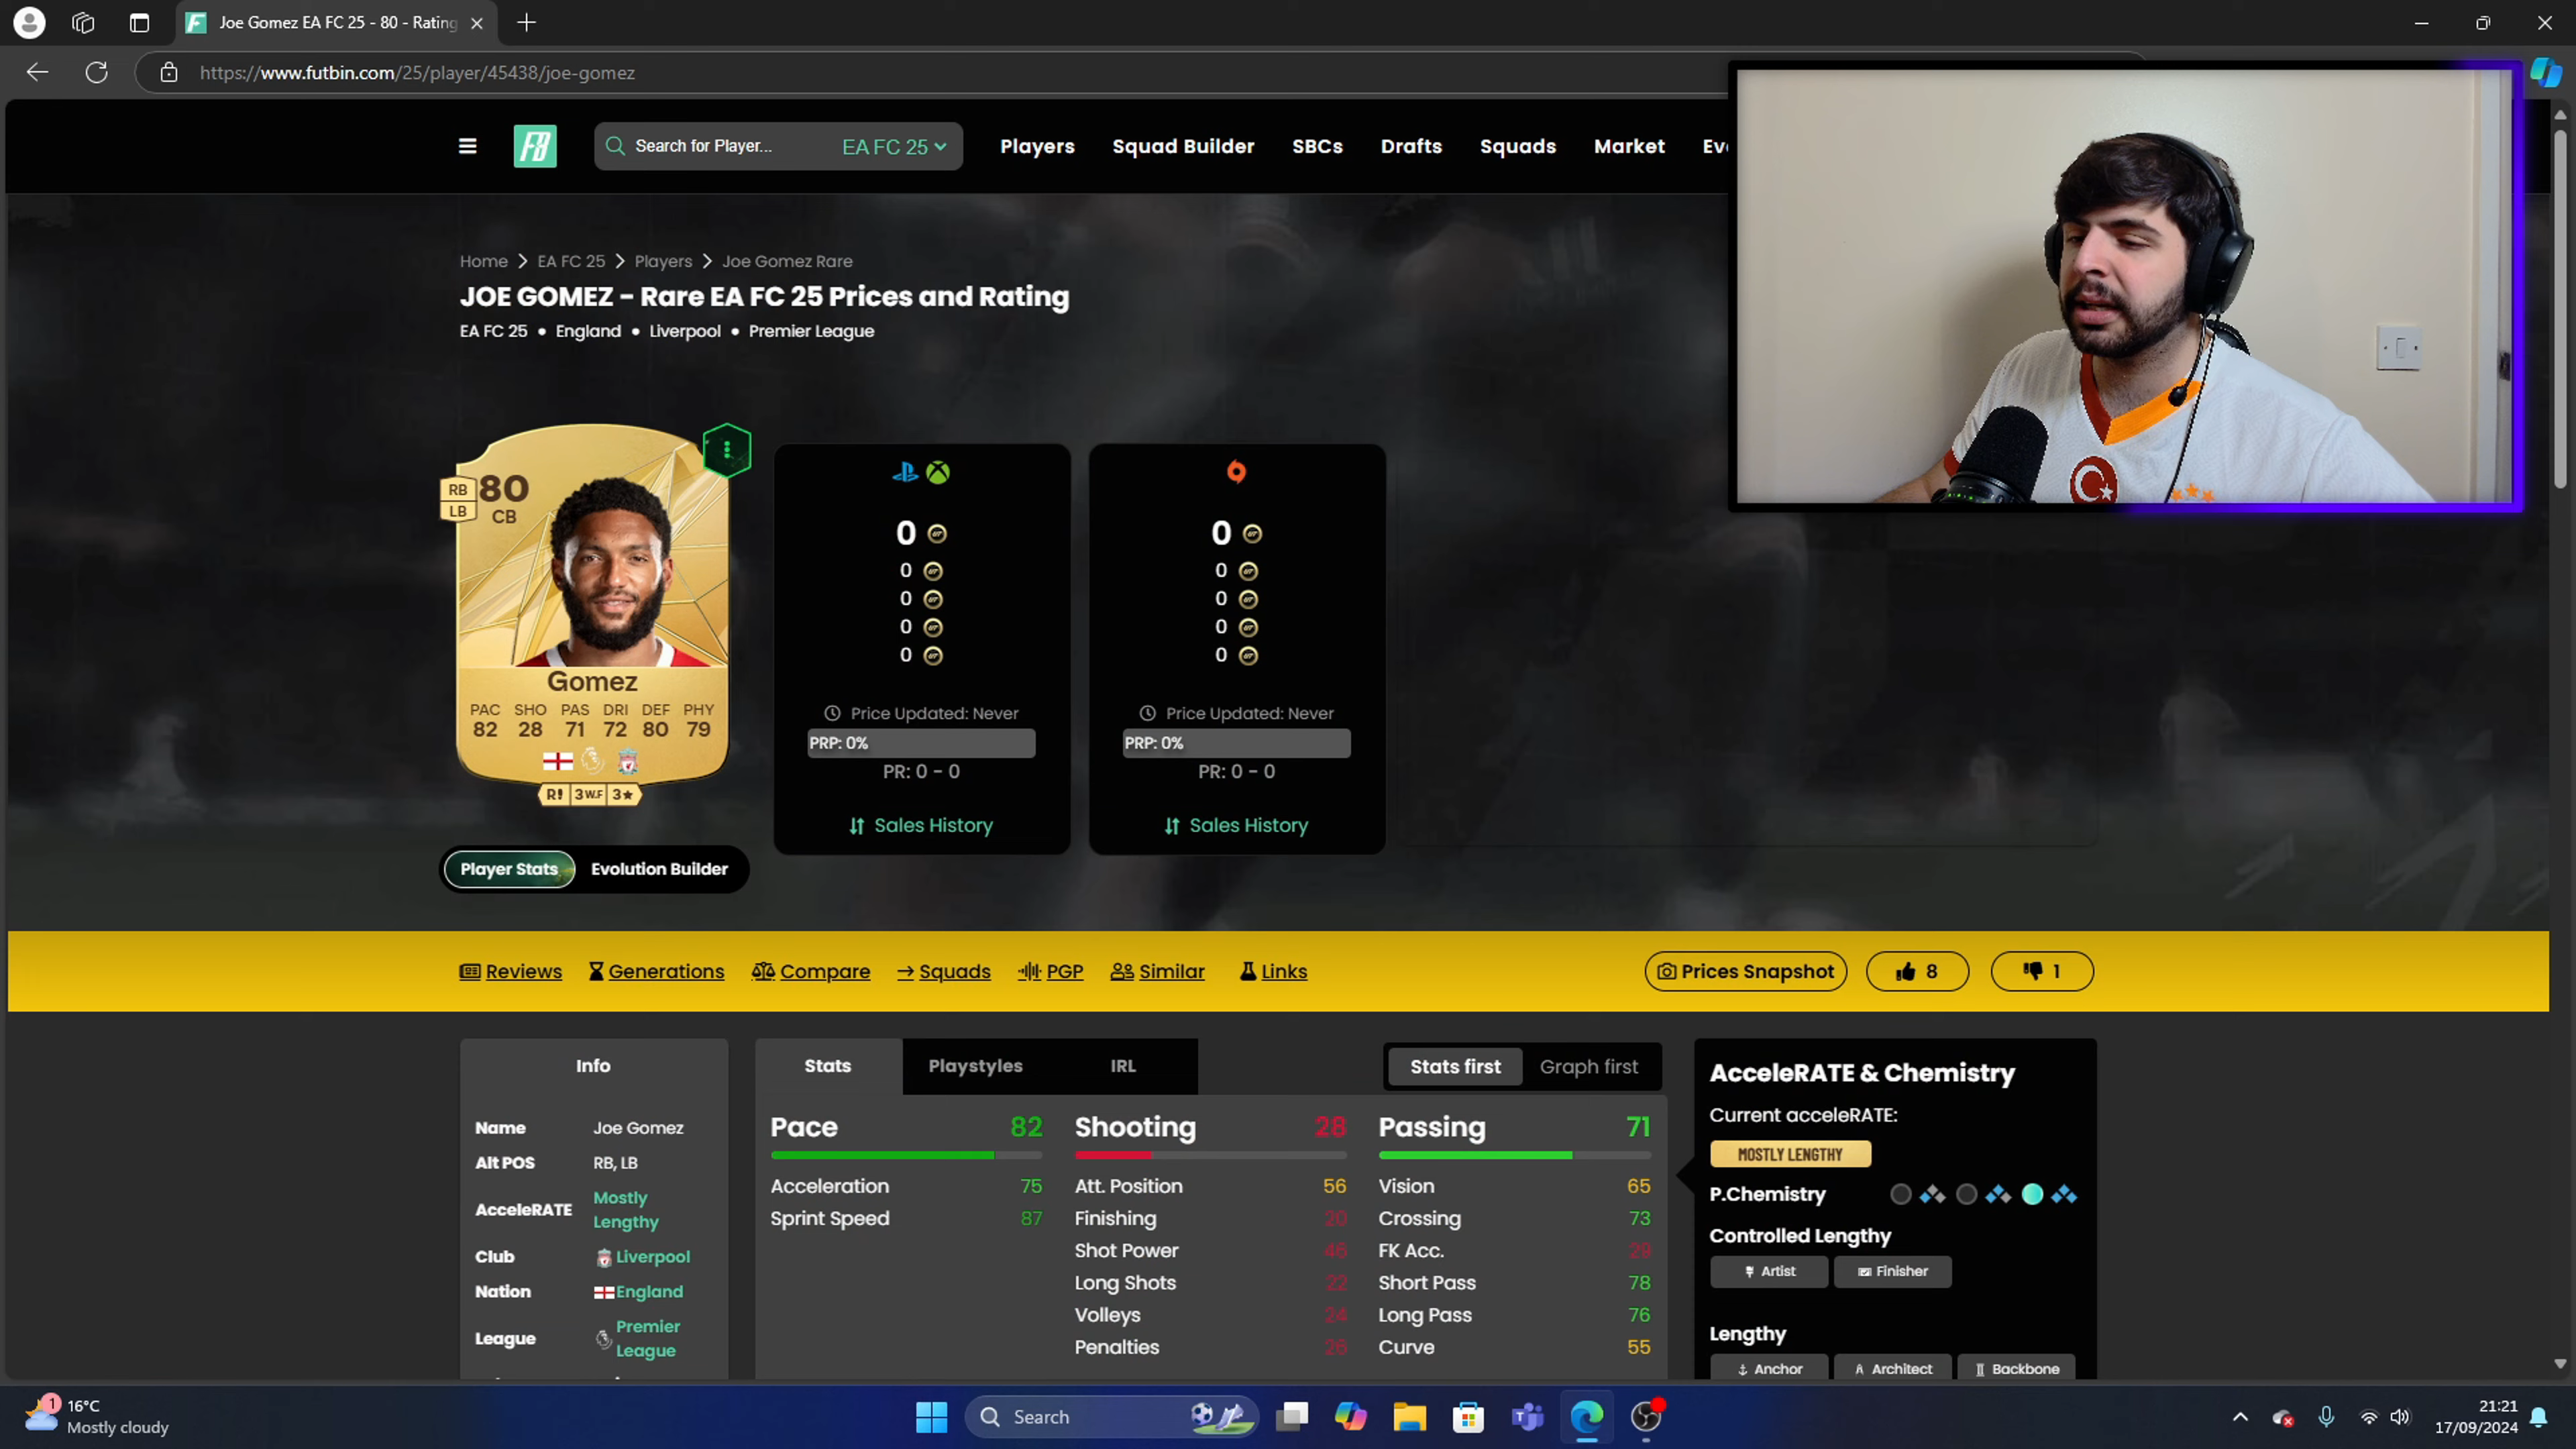 Joe Gomez EA FC 25 - 80 - Rating
https://www.futbin.com/25/player/45438/joe-gomez
FB
Search for Player...
EA FC 25
Players
Squad Builder
SBCs
Drafts
Squads
Market
Home > EA FC 25 > Players > Joe Gomez Rare
JOE GOMEZ - Rare EA FC 25 Prices and Rating
EA FC 25 • England • Liverpool • Premier League
80
CB
RB
LB
Gomez
PAC SHO PAS DRI DEF PHY
82 28 71 72 80 79
R 3 W.F 3★
0
0
0
0
0
Price Updated: Never
PRP: 0%
PR: 0 - 0
Sales History
0
0
0
0
0
Price Updated: Never
PRP: 0%
PR: 0 - 0
Sales History
Player Stats
Evolution Builder
Reviews
Generations
Compare
Squads
PGP
Similar
Links
Prices Snapshot
8
1
Info
Name Joe Gomez
Alt POS RB, LB
AcceleRATE Mostly
Lengthy
Club Liverpool
Nation England
League Premier
League
Stats
Playstyles
IRL
Stats first
Graph first
Pace 82
Acceleration 75
Sprint Speed 87
Shooting 28
Att. Position 56
Finishing 20
Shot Power 46
Long Shots 22
Volleys 24
Penalties 26
Passing 71
Vision 65
Crossing 73
FK Acc. 29
Short Pass 78
Long Pass 76
Curve 55
AcceleRATE & Chemistry
Current acceleRATE:
MOSTLY LENGTHY
P.Chemistry
Controlled Lengthy
Artist
Finisher
Lengthy
Anchor
Architect
Backbone
1
16°C
Mostly cloudy
Search
21:21
17/09/2024